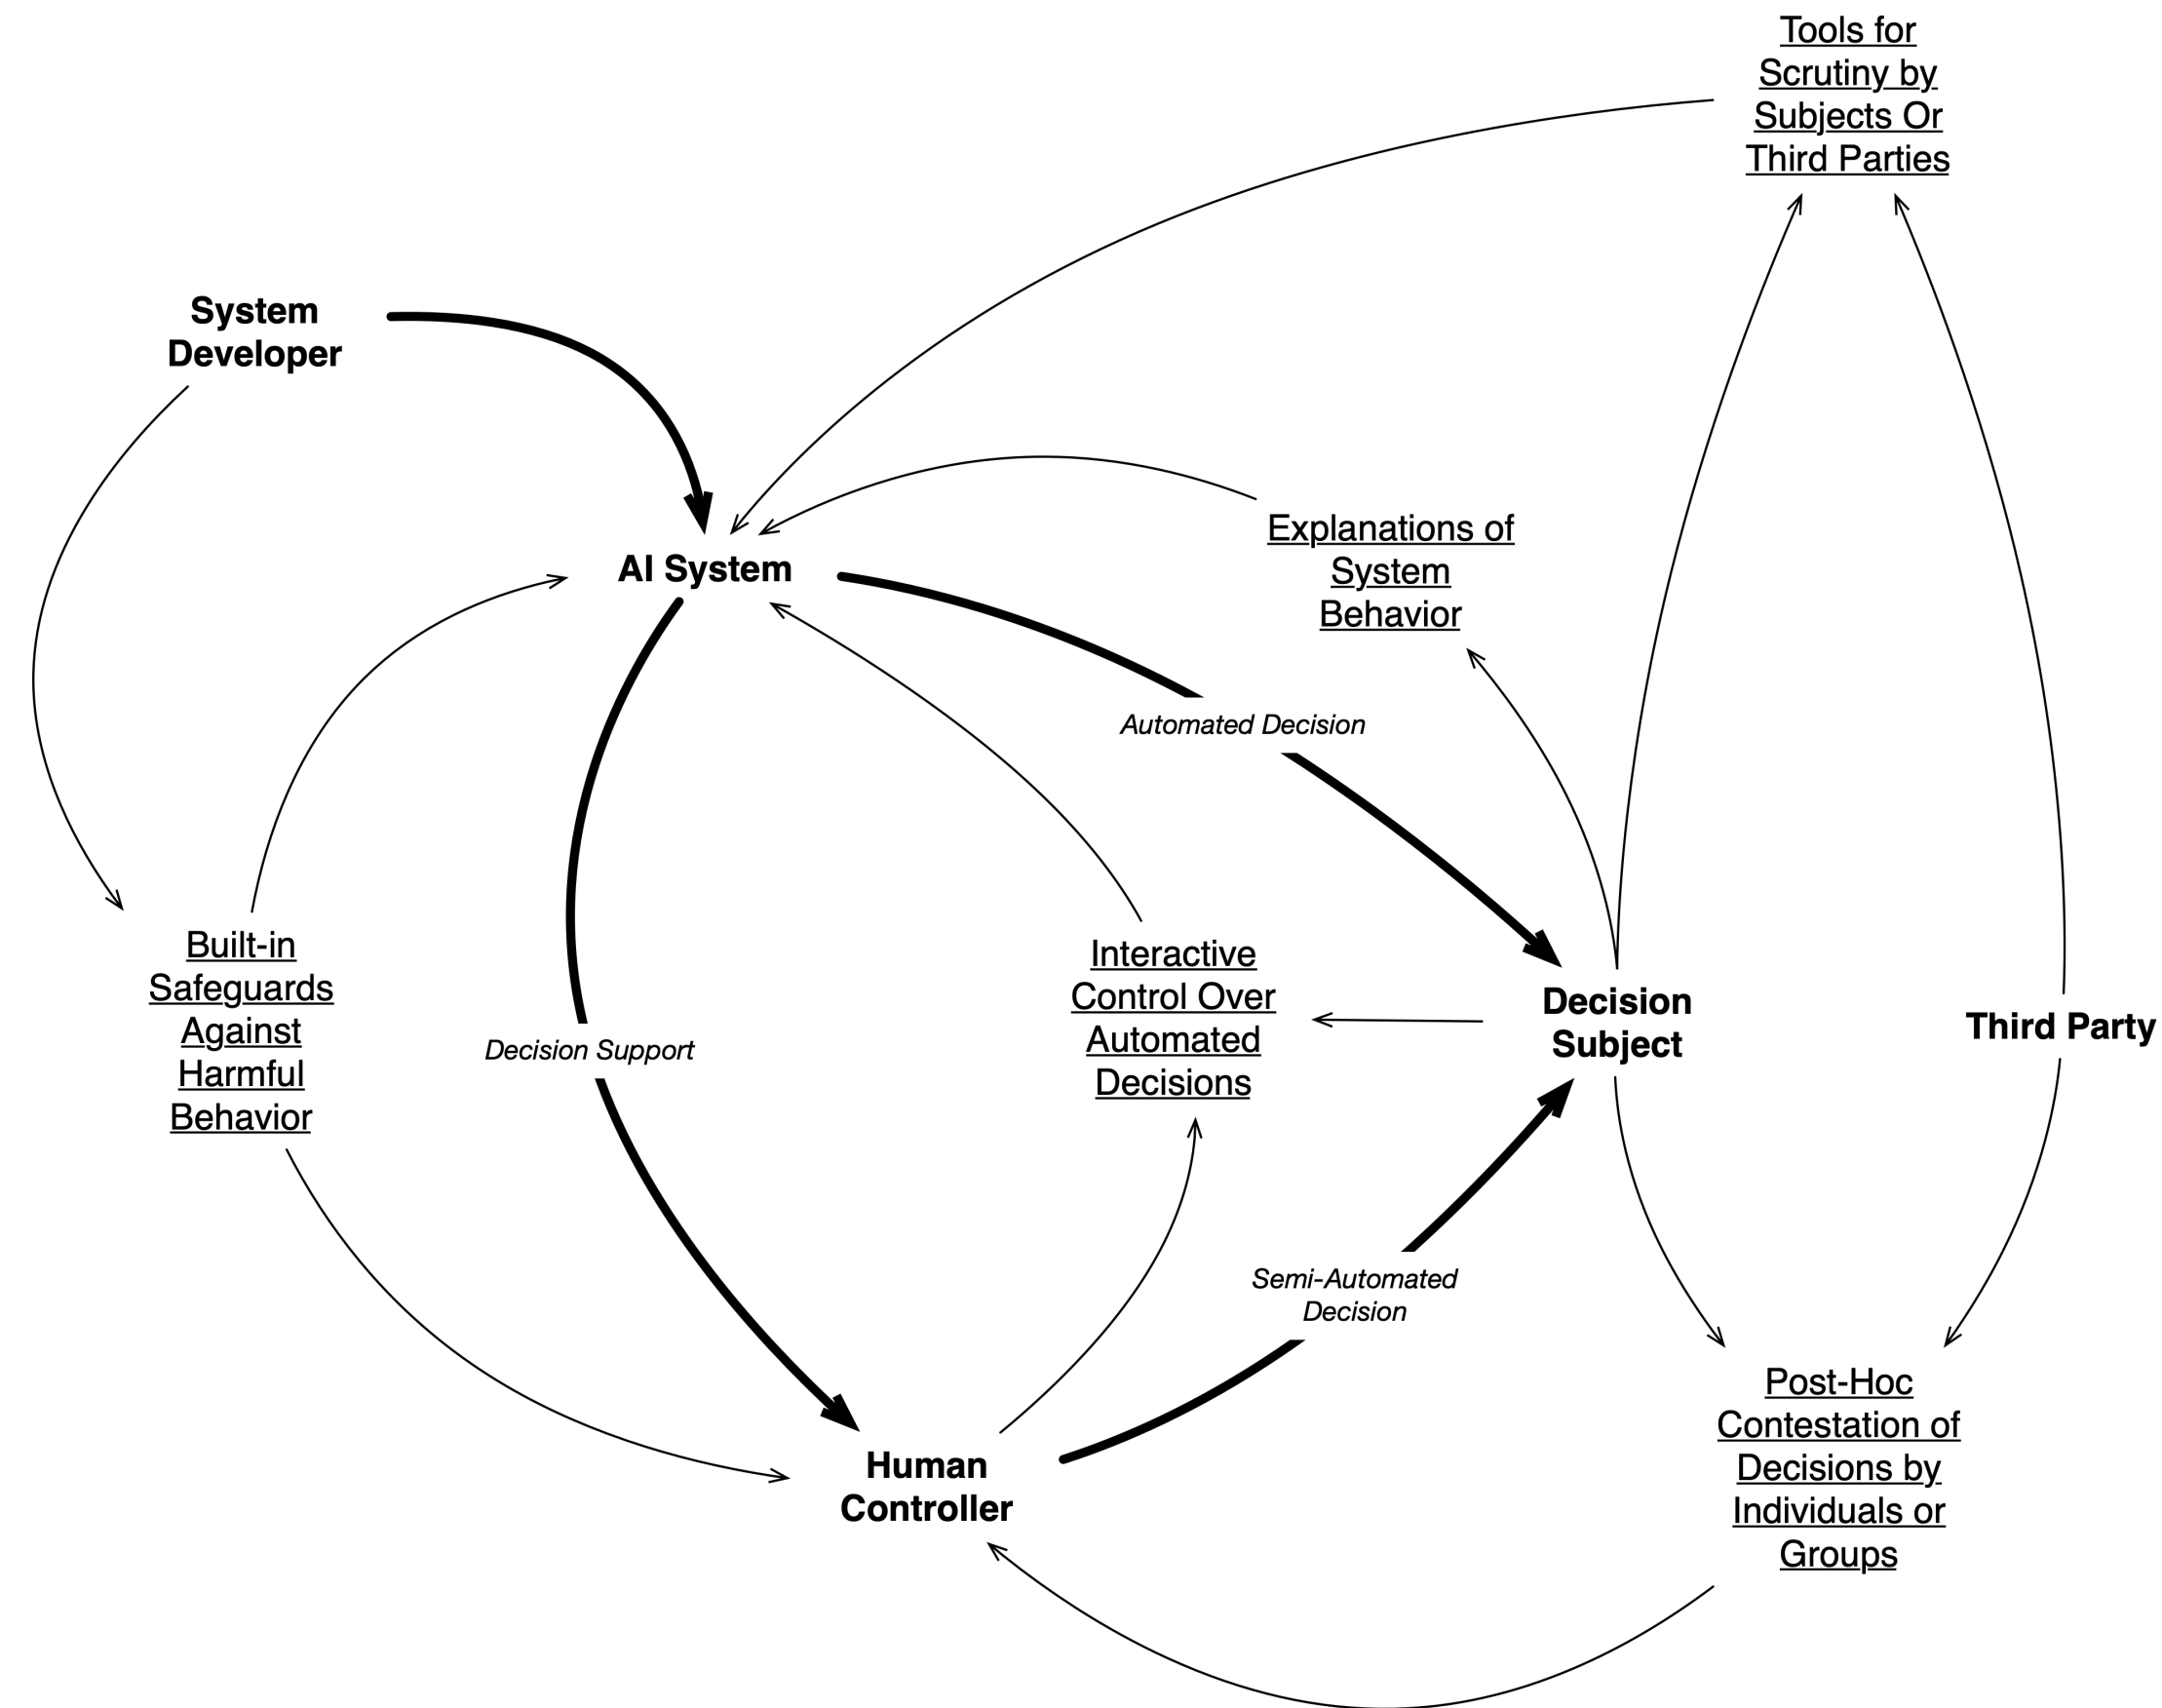 Tools for
Scrutiny by
Subjects Or
Third Parties
System
Developer
Explanations of
System
Behavior
AI System
Automated Decision
Built-in
Safeguards
Against
Harmful
Behavior
Decision Support
Interactive
Control Over
Automated
Decisions
Decision
Subject
Third Party
Semi-Automated
Decision
Human
Controller
Post-Hoc
Contestation of
Decisions by
Individuals or
Groups